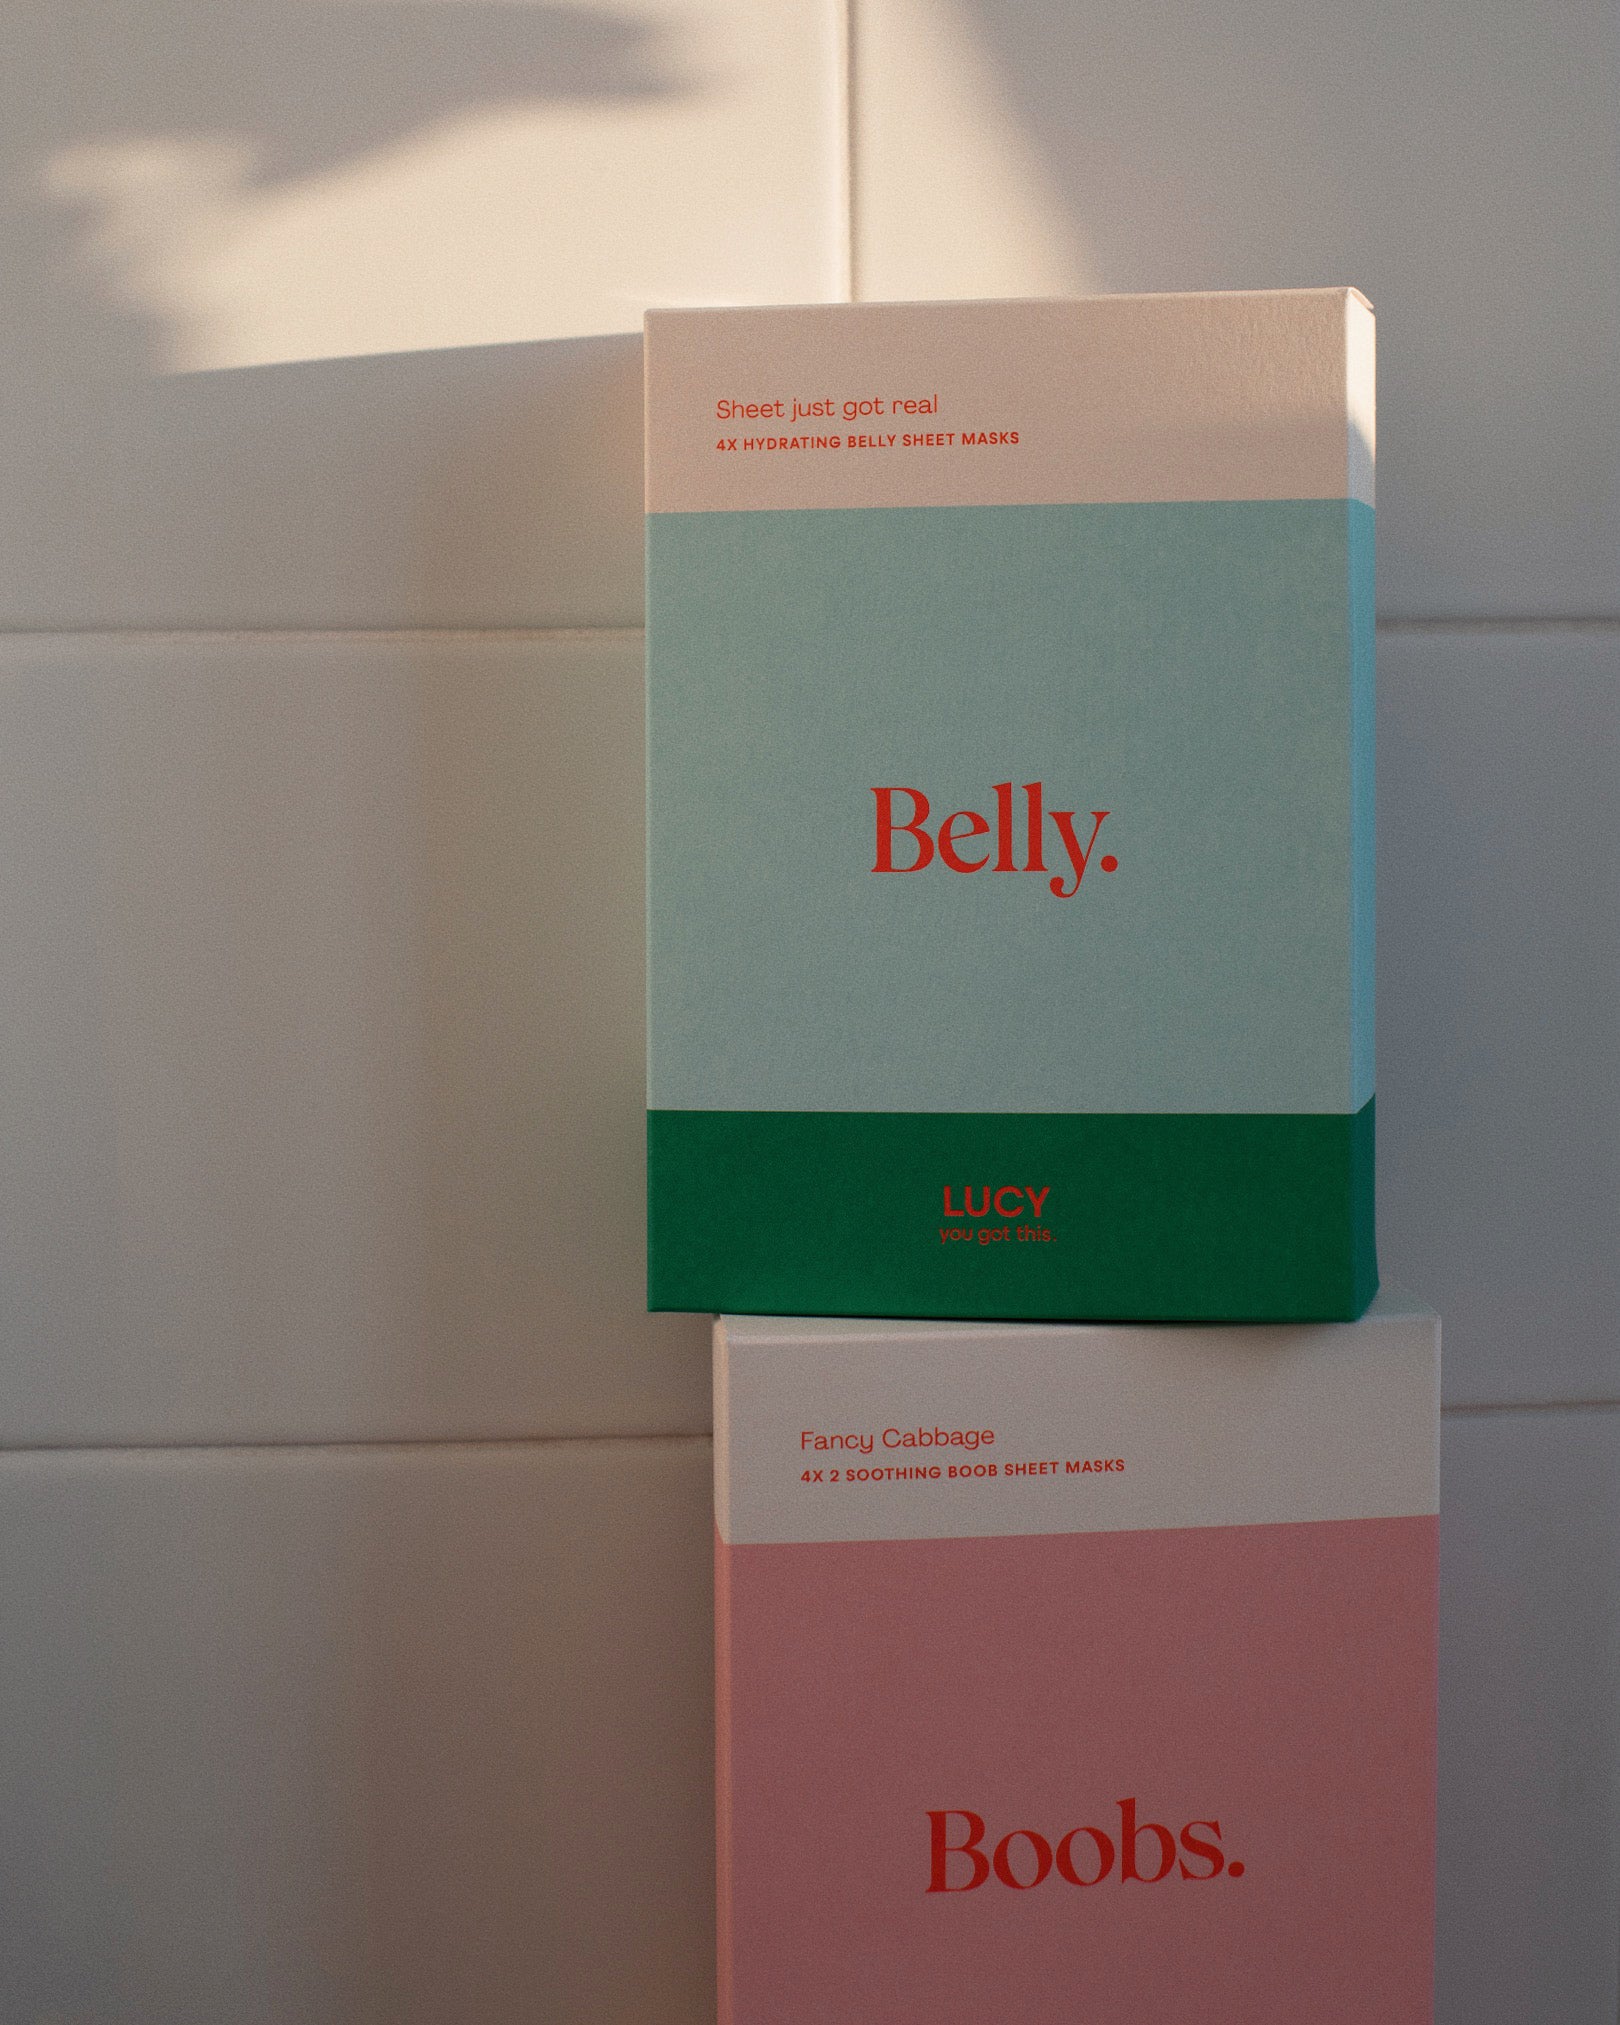 Sheet just got real
4X HYDRATING BELLY SHEET MASKS
Belly.
LUCY
you got this.
Fancy Cabbage
4X 2 SOOTHING BOOB SHEET MASKS
Boobs.